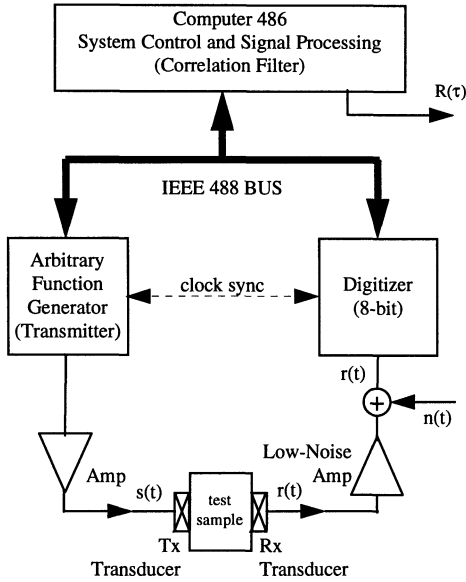 Computer 486
System Control and Signal Processing
(Correlation Filter)
R(τ)
IEEE 488 BUS
Arbitrary
Function
Generator
(Transmitter)
clock sync
Digitizer
(8-bit)
r(t)
+
n(t)
Low-Noise
Amp
Amp
s(t)
test
sample
r(t)
Tx
Rx
Transducer
Transducer